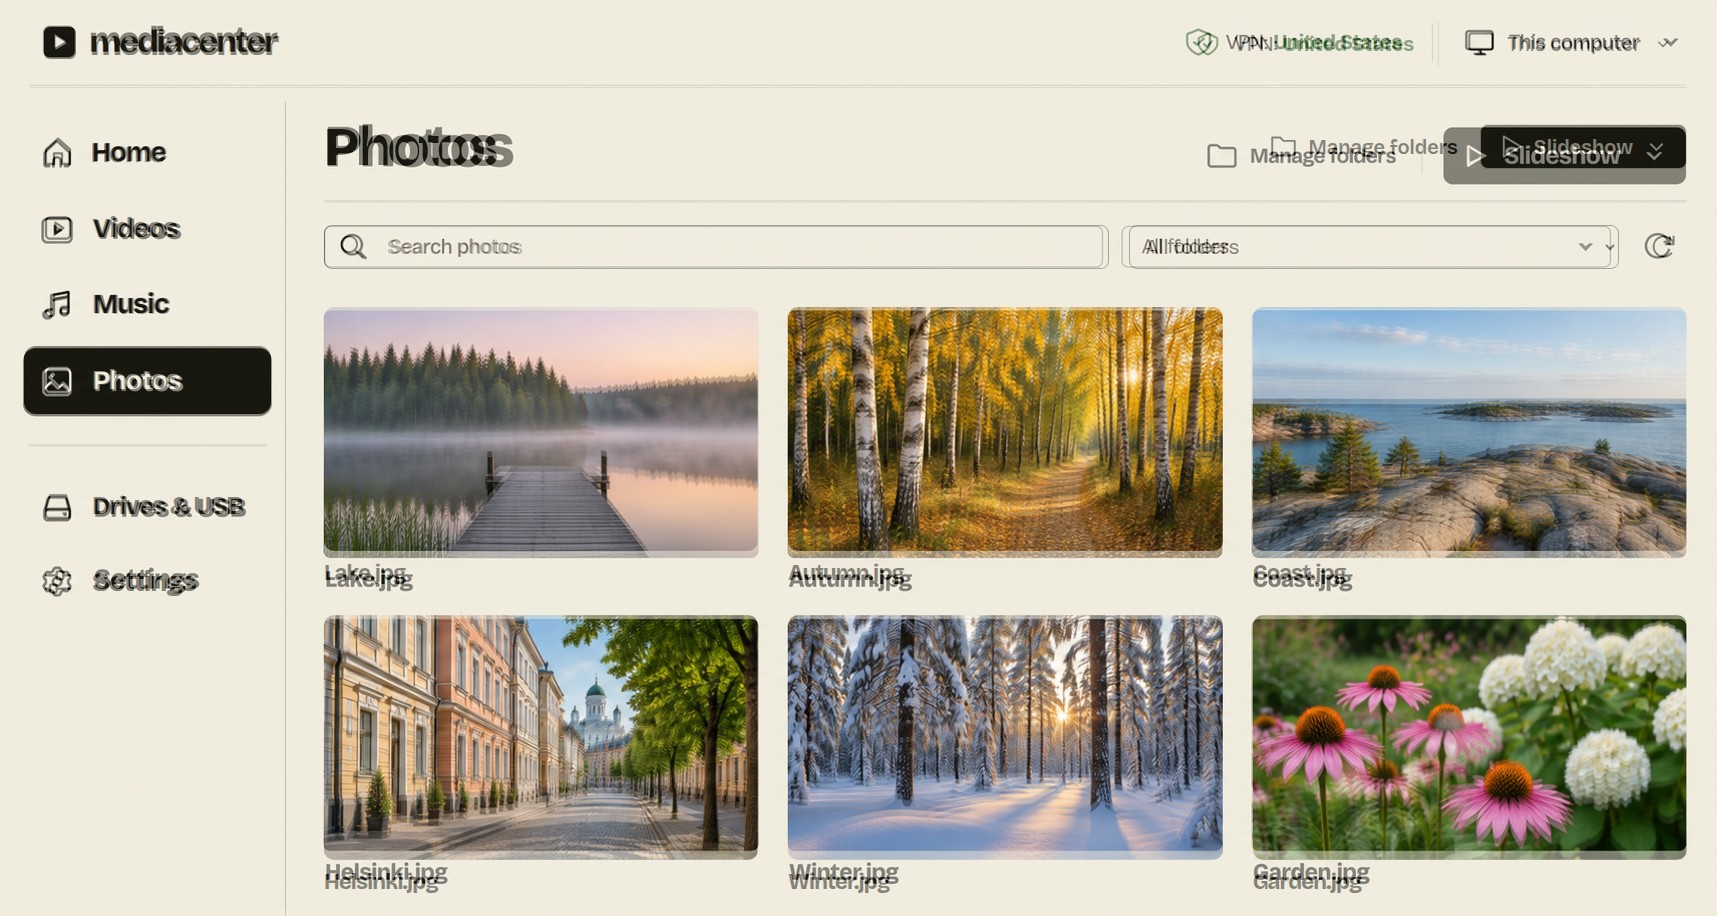 mediacenter
VPN: United States
This computer
Home
Videos
Music
Photos
Drives & USB
Settings
Photos
Manage folders
Slideshow
Search photos
All folders
Lake.jpg
Autumn.jpg
Coast.jpg
Helsinki.jpg
Winter.jpg
Garden.jpg